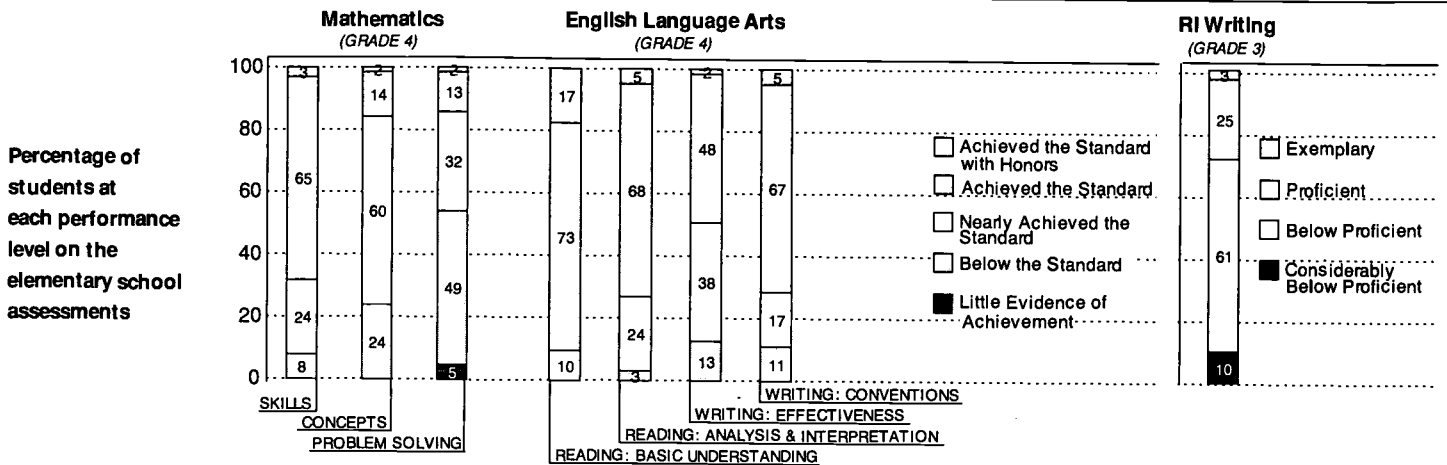 Mathematics
(GRADE 4)
English Language Arts
(GRADE 4)
RI Writing
(GRADE 3)
Percentage of
students at
each performance
level on the
elementary school
assessments
100
80
60
40
20
0
3
65
24
8
2
14
60
24
2
13
32
49
5
17
73
10
5
68
24
3
2
48
38
13
5
67
17
11
SKILLS
CONCEPTS
PROBLEM SOLVING
READING: BASIC UNDERSTANDING
READING: ANALYSIS & INTERPRETATION
WRITING: EFFECTIVENESS
WRITING: CONVENTIONS
Achieved the Standard
with Honors
Achieved the Standard
Nearly Achieved the
Standard
Below the Standard
Little Evidence of
Achievement
3
25
61
10
Exemplary
Proficient
Below Proficient
Considerably
Below Proficient